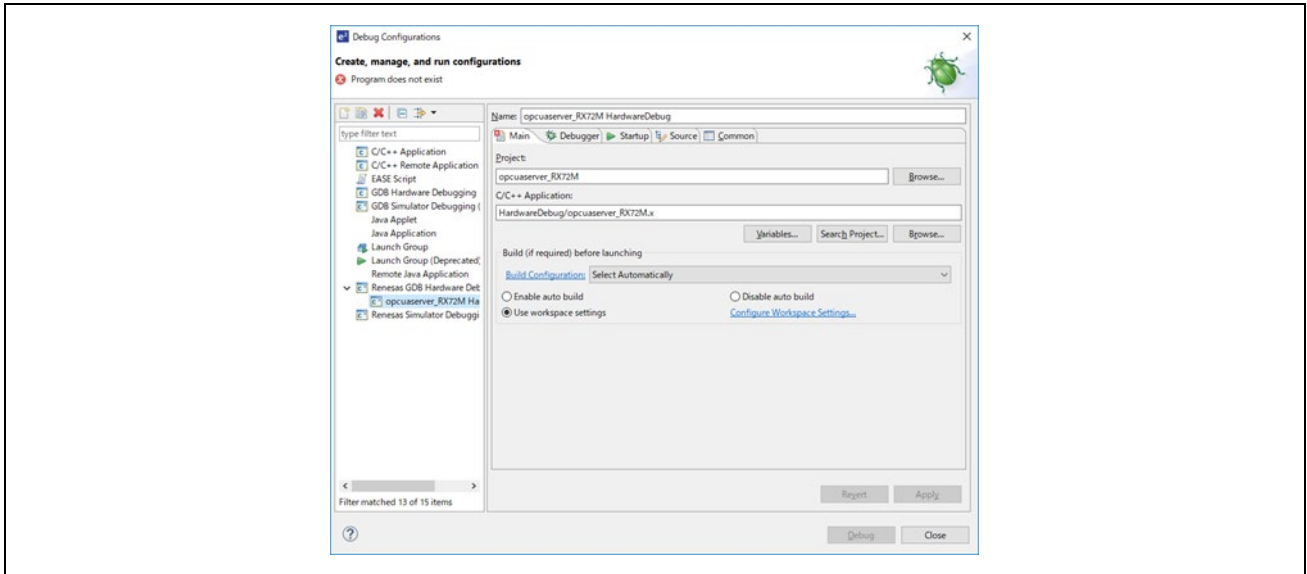 Debug Configurations
Create, manage, and run configurations
Program does not exist
type filter text
C/C++ Application
C/C++ Remote Application
EASE Script
GDB Hardware Debugging
GDB Simulator Debugging (
Java Applet
Java Application
Launch Group
Launch Group (Deprecated)
Remote Java Application
Renesas GDB Hardware Deb
opcuaserver_RX72M Ha
Renesas Simulator Debuggi
Filter matched 13 of 15 items
Name: opcuaserver_RX72M HardwareDebug
Main Debugger Startup Source Common
Project:
opcuaserver_RX72M Browse...
C/C++ Application:
HardwareDebug/opcuaserver_RX72M.x
Variables... Search Project... Browse...
Build (if required) before launching
Build Configuration: Select Automatically
Enable auto build Disable auto build
Use workspace settings Configure Workspace Settings...
Revert Apply
Debug Close